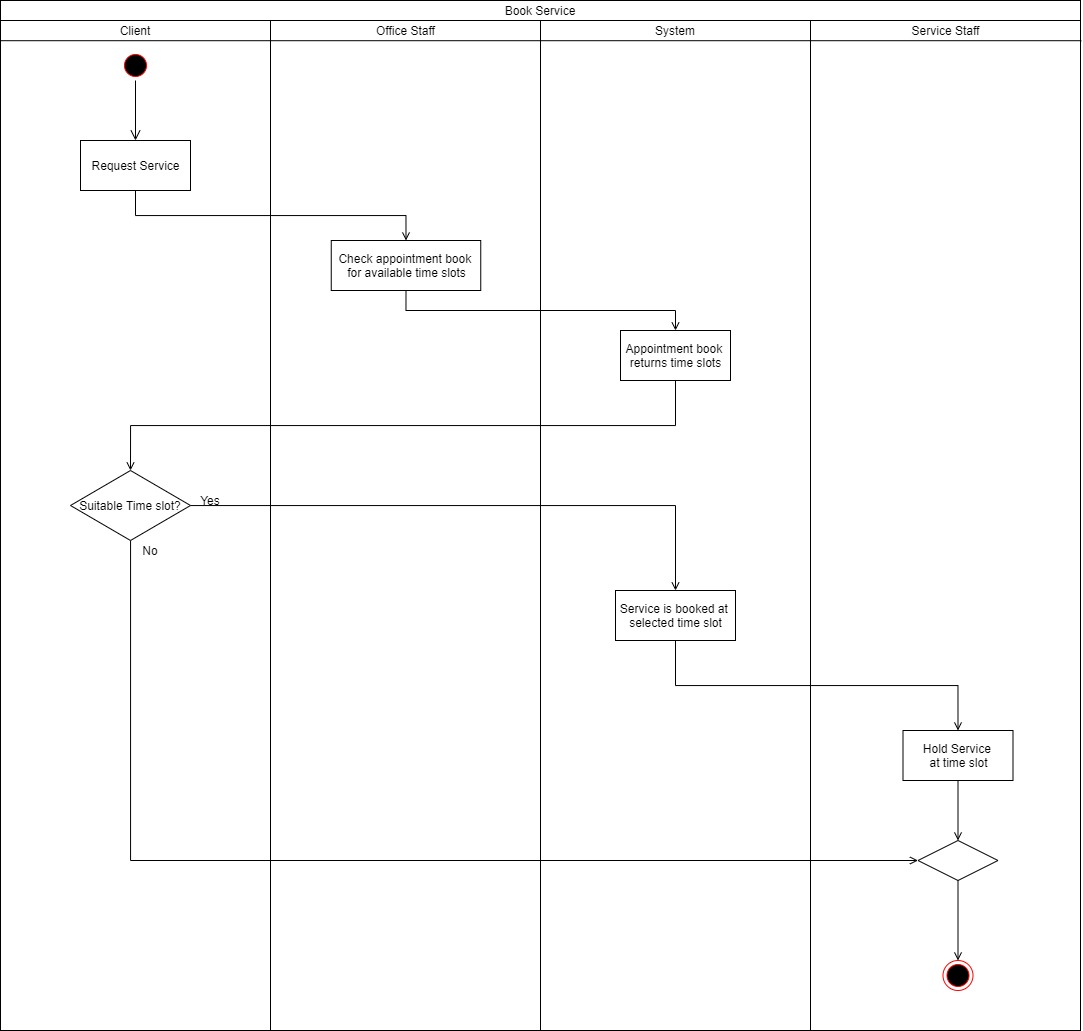 Book Service
Client
Office Staff
System
Service Staff
Request Service
Check appointment book
for available time slots
Appointment book
returns time slots
Suitable Time slot?
Yes
No
Service is booked at
selected time slot
Hold Service
at time slot